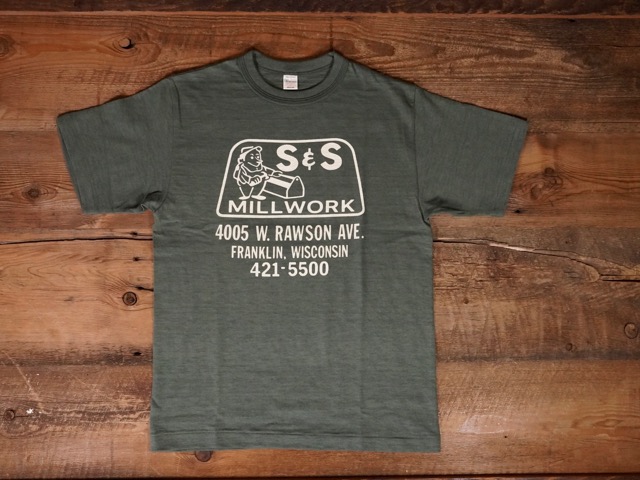 S & S
MILLWORK
4005 W. RAWSON AVE.
FRANKLIN, WISCONSIN
421-5500